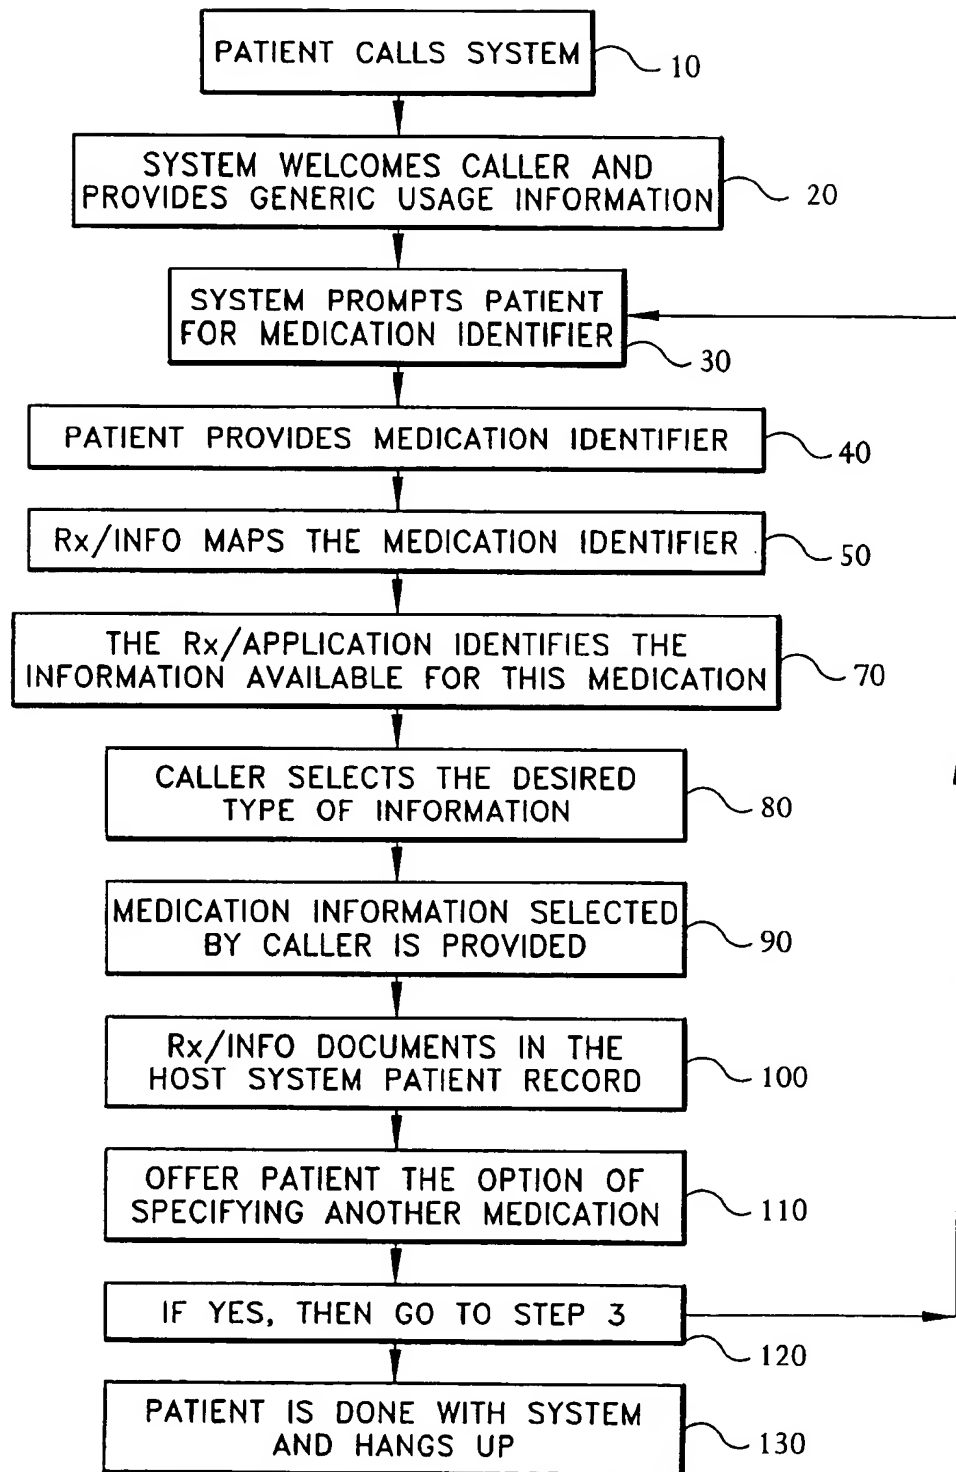 PATIENT CALLS SYSTEM
10
SYSTEM WELCOMES CALLER AND
PROVIDES GENERIC USAGE INFORMATION
20
SYSTEM PROMPTS PATIENT
FOR MEDICATION IDENTIFIER
30
PATIENT PROVIDES MEDICATION IDENTIFIER
40
Rx/INFO MAPS THE MEDICATION IDENTIFIER
50
THE Rx/APPLICATION IDENTIFIES THE
INFORMATION AVAILABLE FOR THIS MEDICATION
70
CALLER SELECTS THE DESIRED
TYPE OF INFORMATION
80
MEDICATION INFORMATION SELECTED
BY CALLER IS PROVIDED
90
Rx/INFO DOCUMENTS IN THE
HOST SYSTEM PATIENT RECORD
100
OFFER PATIENT THE OPTION OF
SPECIFYING ANOTHER MEDICATION
110
IF YES, THEN GO TO STEP 3
120
PATIENT IS DONE WITH SYSTEM
AND HANGS UP
130